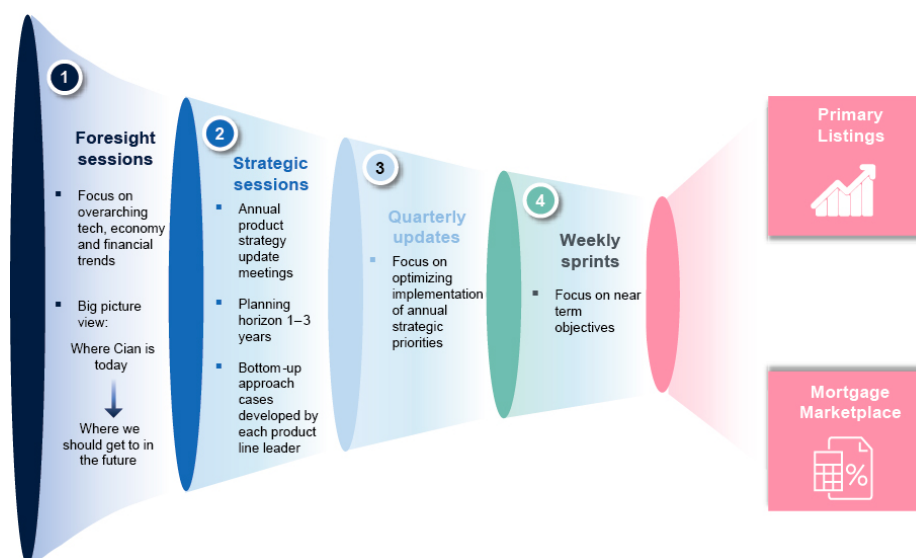 1
Foresight
sessions
▪ Focus on
overarching
tech, economy
and financial
trends
▪ Big picture
view:
Where Cian is
today
Where we
should get to in
the future
2
Strategic
sessions
▪ Annual
product
strategy
update
meetings
▪ Planning
horizon 1–3
years
▪ Bottom-up
approach
cases
developed by
each product
line leader
3
Quarterly
updates
▪ Focus on
optimizing
implementation
of annual
strategic
priorities
4
Weekly
sprints
▪ Focus on near
term
objectives
Primary
Listings
Mortgage
Marketplace
%